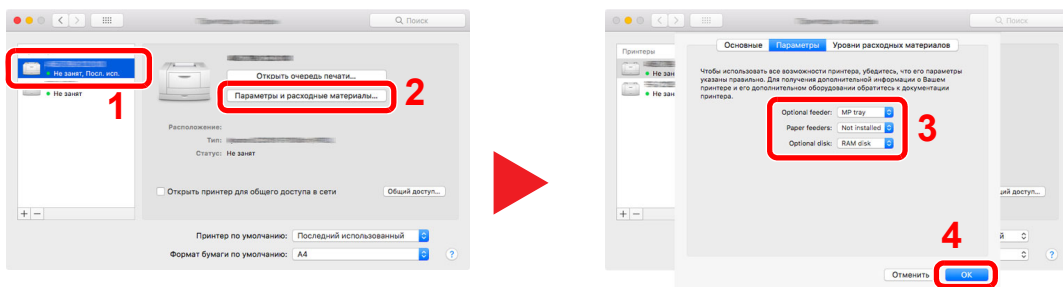 Поиск
Не занят, Посл. исп.
Не занят
1
Открыть очередь печати...
Параметры и расходные материалы...
2
Расположение:
Тип:
Статус: Не занят
Открыть принтер для общего доступа в сети
Общий доступ...
+ −
Принтер по умолчанию: Последний использованный
Формат бумаги по умолчанию: A4
?
Поиск
Принтеры
Не зан
Не зан
Основные Параметры Уровни расходных материалов
Чтобы использовать все возможности принтера, убедитесь, что его параметры
указаны правильно. Для получения дополнительной информации о Вашем
принтере и его дополнительном оборудовании обратитесь к документации
принтера.
Optional feeder: MP tray
Paper feeders: Not installed
Optional disk: RAM disk
3
ий доступ...
+ −
4
й
?
Отменить OK